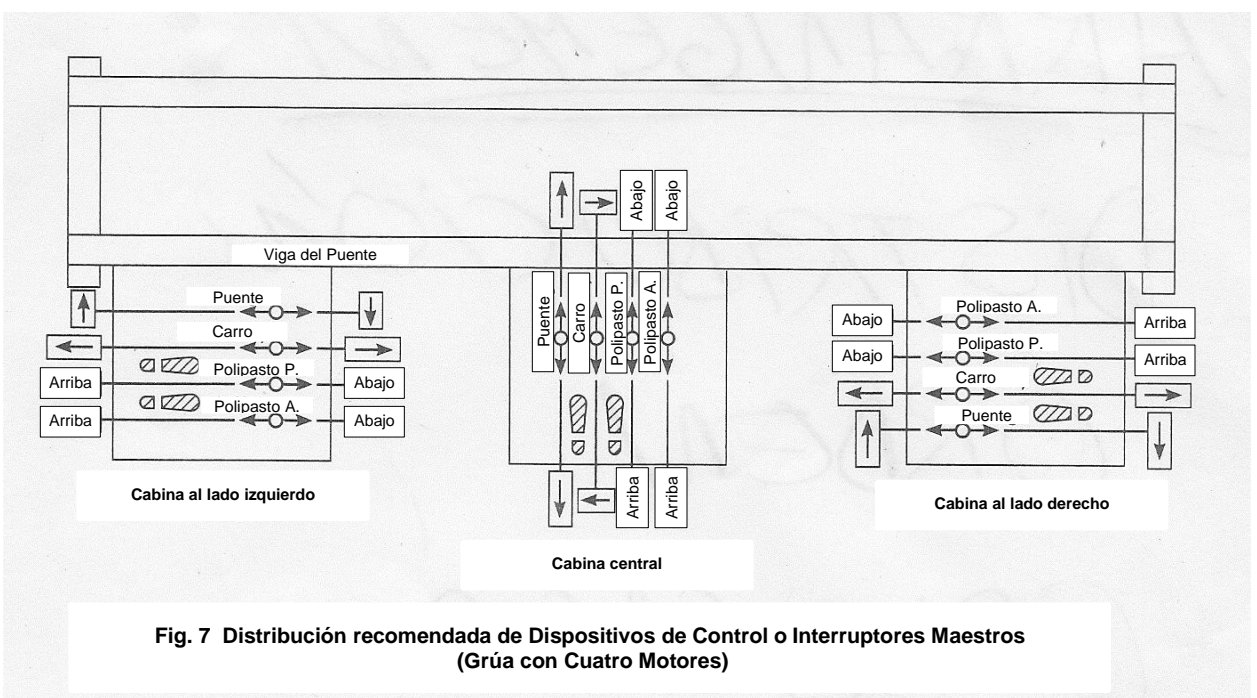 Viga del Puente
Puente
Carro
Polipasto P.
Arriba
Abajo
Polipasto A.
Arriba
Abajo
Cabina al lado izquierdo
Abajo
Abajo
Puente
Carro
Polipasto P.
Polipasto A.
Arriba
Arriba
Cabina central
Polipasto A.
Abajo
Arriba
Polipasto P.
Abajo
Arriba
Carro
Puente
Cabina al lado derecho
Fig. 7 Distribución recomendada de Dispositivos de Control o Interruptores Maestros
(Grúa con Cuatro Motores)